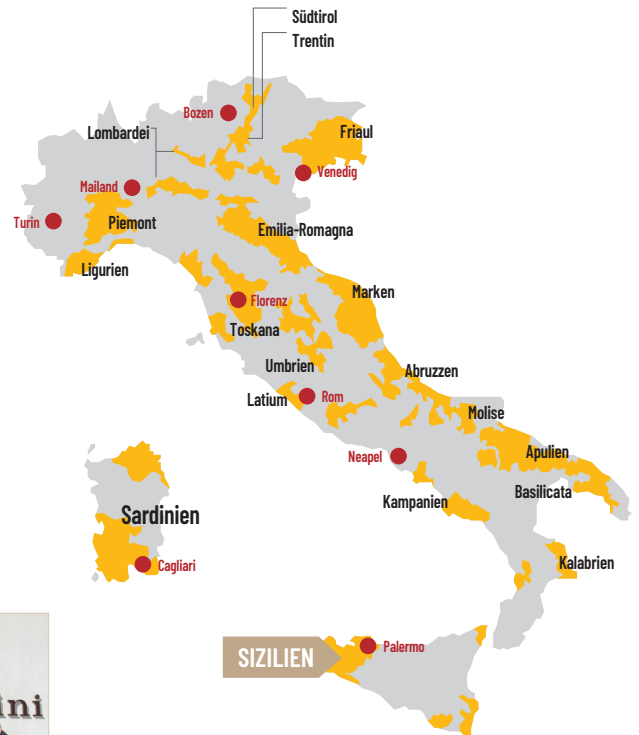 Südtirol
Trentin
Bozen
Lombardei
Friaul
Venedig
Mailand
Turin
Piemont
Emilia-Romagna
Ligurien
Marken
Florenz
Toskana
Umbrien
Abruzzen
Latium
Rom
Molise
Neapel
Apulien
Basilicata
Kampanien
Sardinien
Kalabrien
Cagliari
SIZILIEN
Palermo
ini